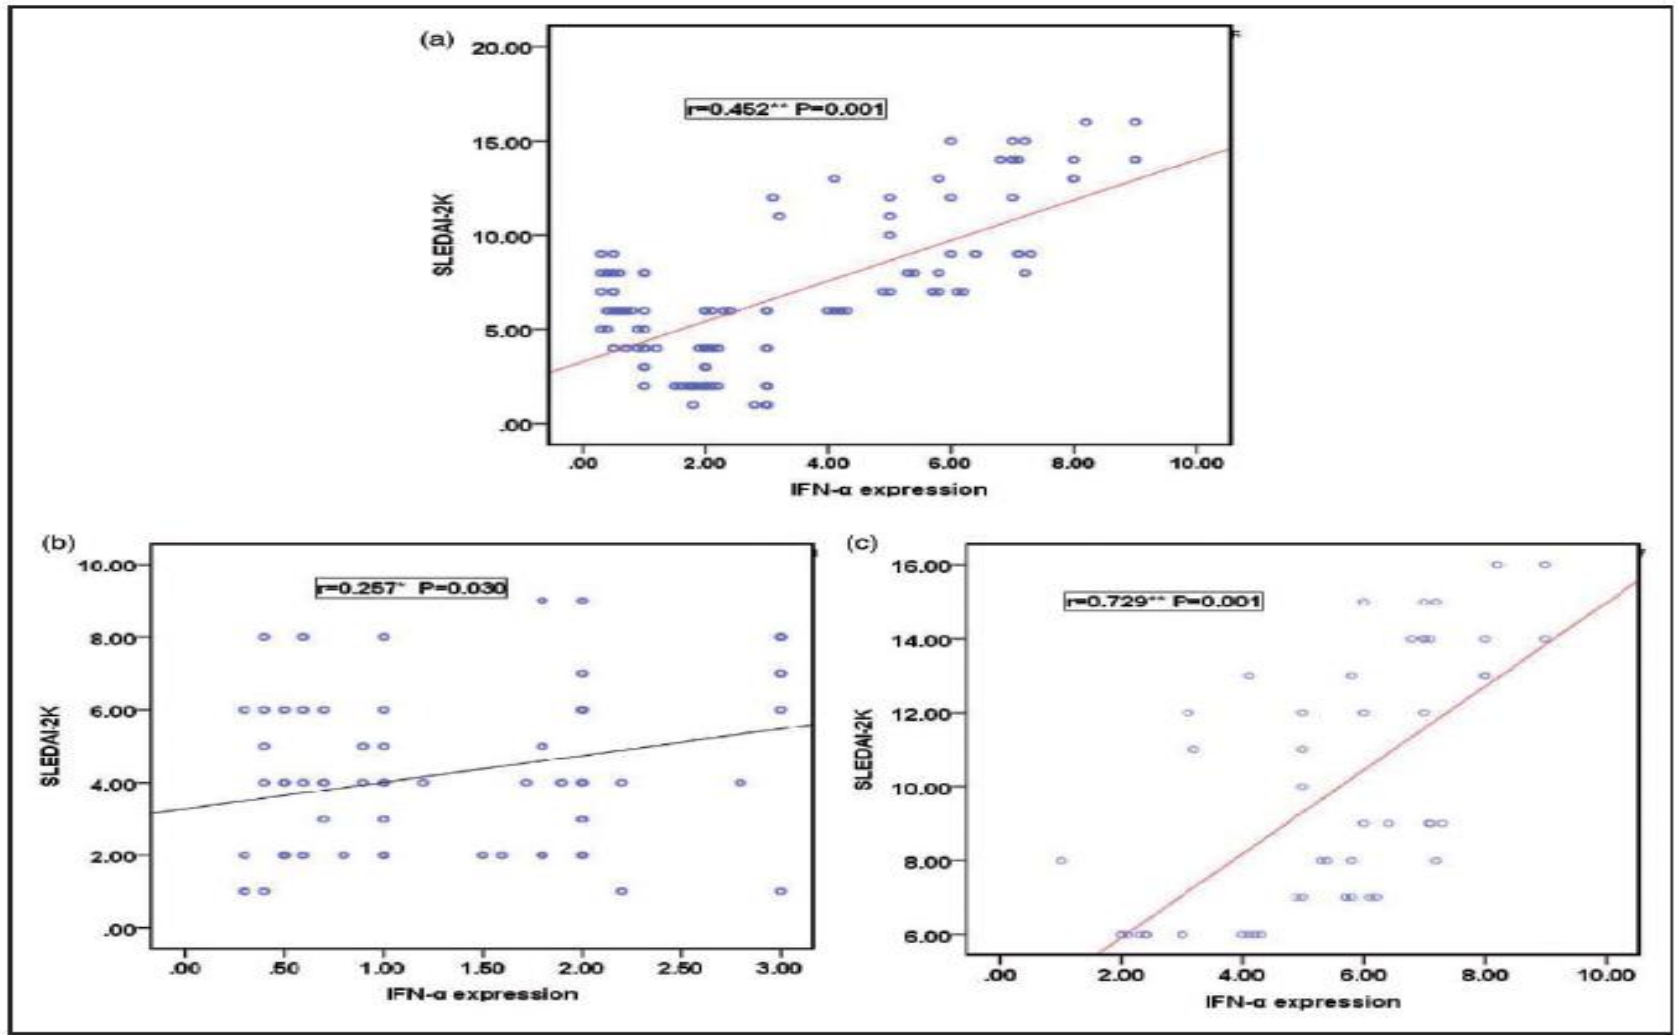 (a)
r=0.452** P=0.001
20.00
15.00
10.00
5.00
.00
SLEDAI-2K
.00 2.00 4.00 6.00 8.00 10.00
IFN-α expression
(b)
r=0.257* P=0.030
10.00
8.00
6.00
4.00
2.00
.00
SLEDAI-2K
.00 .50 1.00 1.50 2.00 2.50 3.00
IFN-α expression
(c)
r=0.729** P=0.001
16.00
14.00
12.00
10.00
8.00
6.00
SLEDAI-2K
.00 2.00 4.00 6.00 8.00 10.00
IFN-α expression